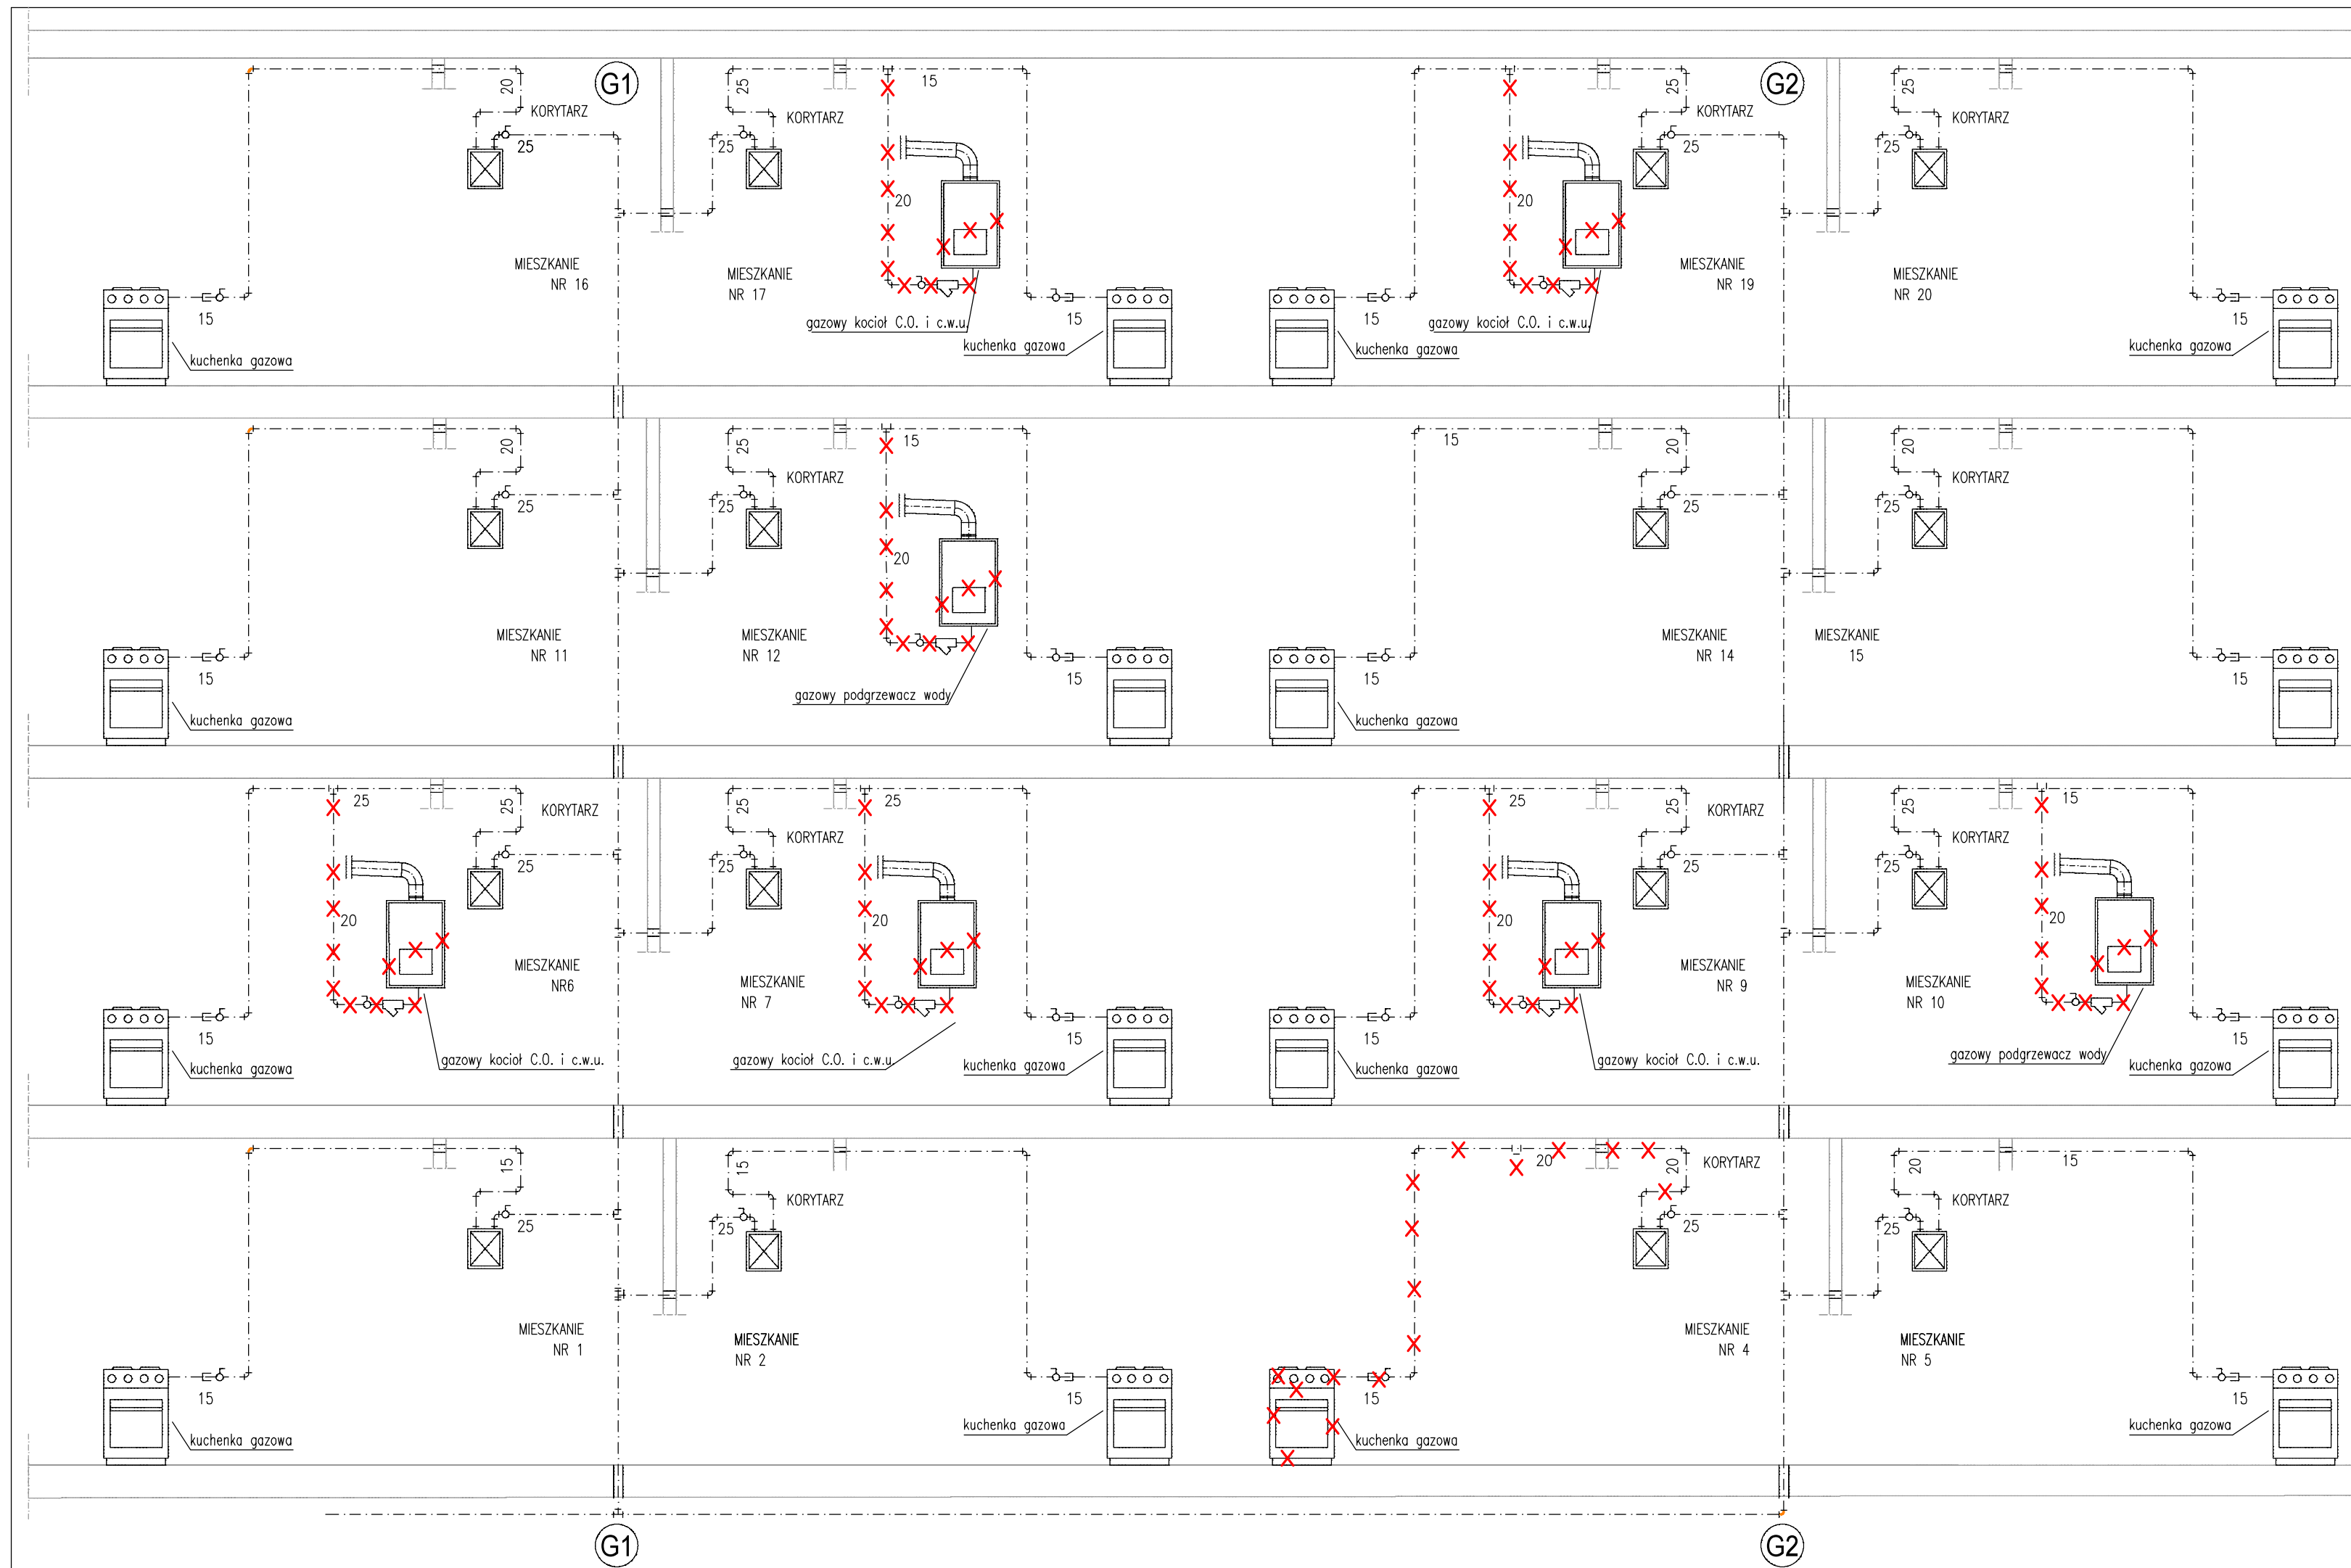 G1
G2
20
KORYTARZ
25
MIESZKANIE
NR 16
15
kuchenka gazowa
25
KORYTARZ
25
15
20
MIESZKANIE
NR 17
gazowy kocioł C.O. i c.w.u.
kuchenka gazowa
15
25
KORYTARZ
25
20
MIESZKANIE
NR 19
gazowy kocioł C.O. i c.w.u.
15
kuchenka gazowa
25
KORYTARZ
25
MIESZKANIE
NR 20
15
kuchenka gazowa
20
25
MIESZKANIE
NR 11
15
kuchenka gazowa
25
KORYTARZ
25
15
20
MIESZKANIE
NR 12
gazowy podgrzewacz wody
15
15
20
25
MIESZKANIE
NR 14
15
kuchenka gazowa
20
KORYTARZ
25
MIESZKANIE
15
15
25
25
KORYTARZ
25
20
MIESZKANIE
NR6
15
kuchenka gazowa
gazowy kocioł C.O. i c.w.u.
25
25
KORYTARZ
25
20
MIESZKANIE
NR 7
gazowy kocioł C.O. i c.w.u.
kuchenka gazowa
15
25
25
KORYTARZ
25
20
MIESZKANIE
NR 9
15
kuchenka gazowa
gazowy kocioł C.O. i c.w.u.
25
15
KORYTARZ
25
20
MIESZKANIE
NR 10
gazowy podgrzewacz wody
kuchenka gazowa
15
15
25
MIESZKANIE
NR 1
15
kuchenka gazowa
15
KORYTARZ
25
MIESZKANIE
NR 2
15
kuchenka gazowa
20
20
KORYTARZ
25
MIESZKANIE
NR 4
15
kuchenka gazowa
20
15
KORYTARZ
25
MIESZKANIE
NR 5
15
kuchenka gazowa
G1
G2